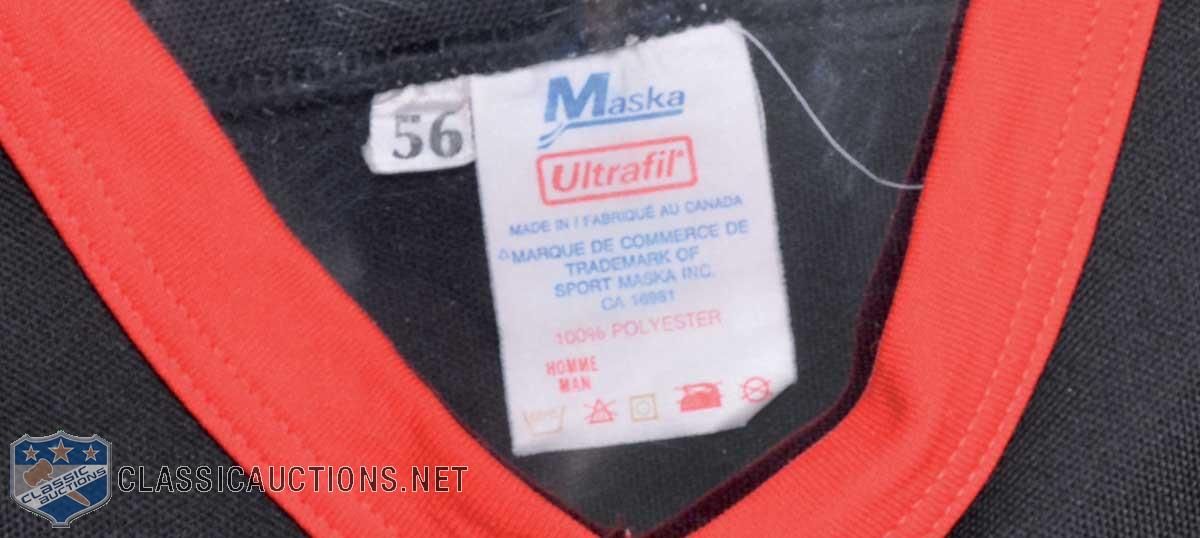 56
Maska
Ultrafil®
MADE IN / FABRIQUÉ AU CANADA
△MARQUE DE COMMERCE DE
TRADEMARK OF
SPORT MASKA INC.
CA 16981
100% POLYESTER
HOMME
MAN
CLASSIC
AUCTIONS
CLASSICAUCTIONS.NET